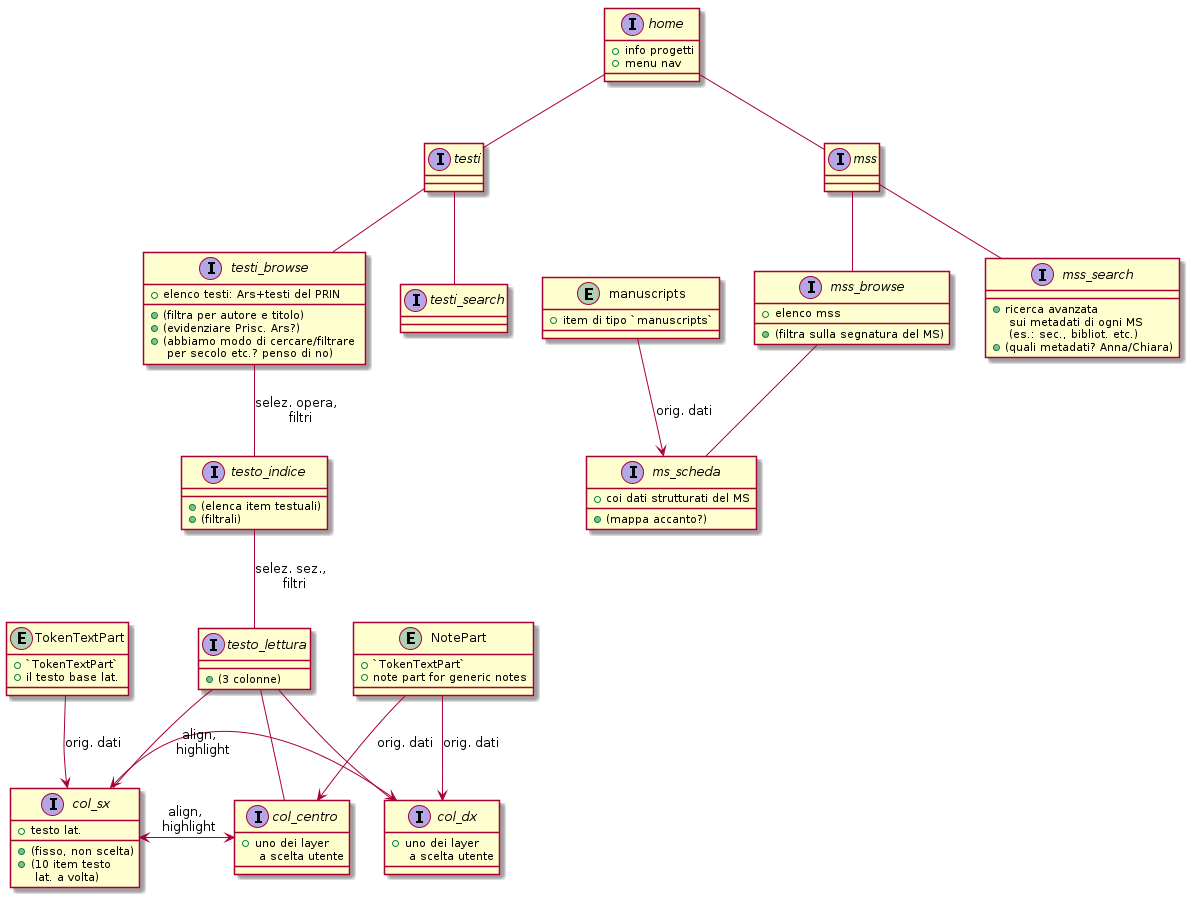 I home
info progetti
menu nav
I testi
I mss
I testi_browse
elenco testi: Ars+testi del PRIN
(filtra per autore e titolo)
(evidenziare Prisc. Ars?)
(abbiamo modo di cercare/filtrare
per secolo etc.? penso di no)
I testi_search
E manuscripts
item di tipo `manuscripts`
I mss_browse
elenco mss
(filtra sulla segnatura del MS)
I mss_search
ricerca avanzata
sui metadati di ogni MS
(es.: sec., bibliot. etc.)
(quali metadati? Anna/Chiara)
selez. opera,
filtri
orig. dati
I testo_indice
(elenca item testuali)
(filtrali)
I ms_scheda
coi dati strutturati del MS
(mappa accanto?)
selez. sez.,
filtri
E TokenTextPart
`TokenTextPart`
il testo base lat.
I testo_lettura
(3 colonne)
E NotePart
`TokenTextPart`
note part for generic notes
orig. dati
align,
highlight
orig. dati
orig. dati
I col_sx
testo lat.
(fisso, non scelta)
(10 item testo
lat. a volta)
align,
highlight
I col_centro
uno dei layer
a scelta utente
I col_dx
uno dei layer
a scelta utente